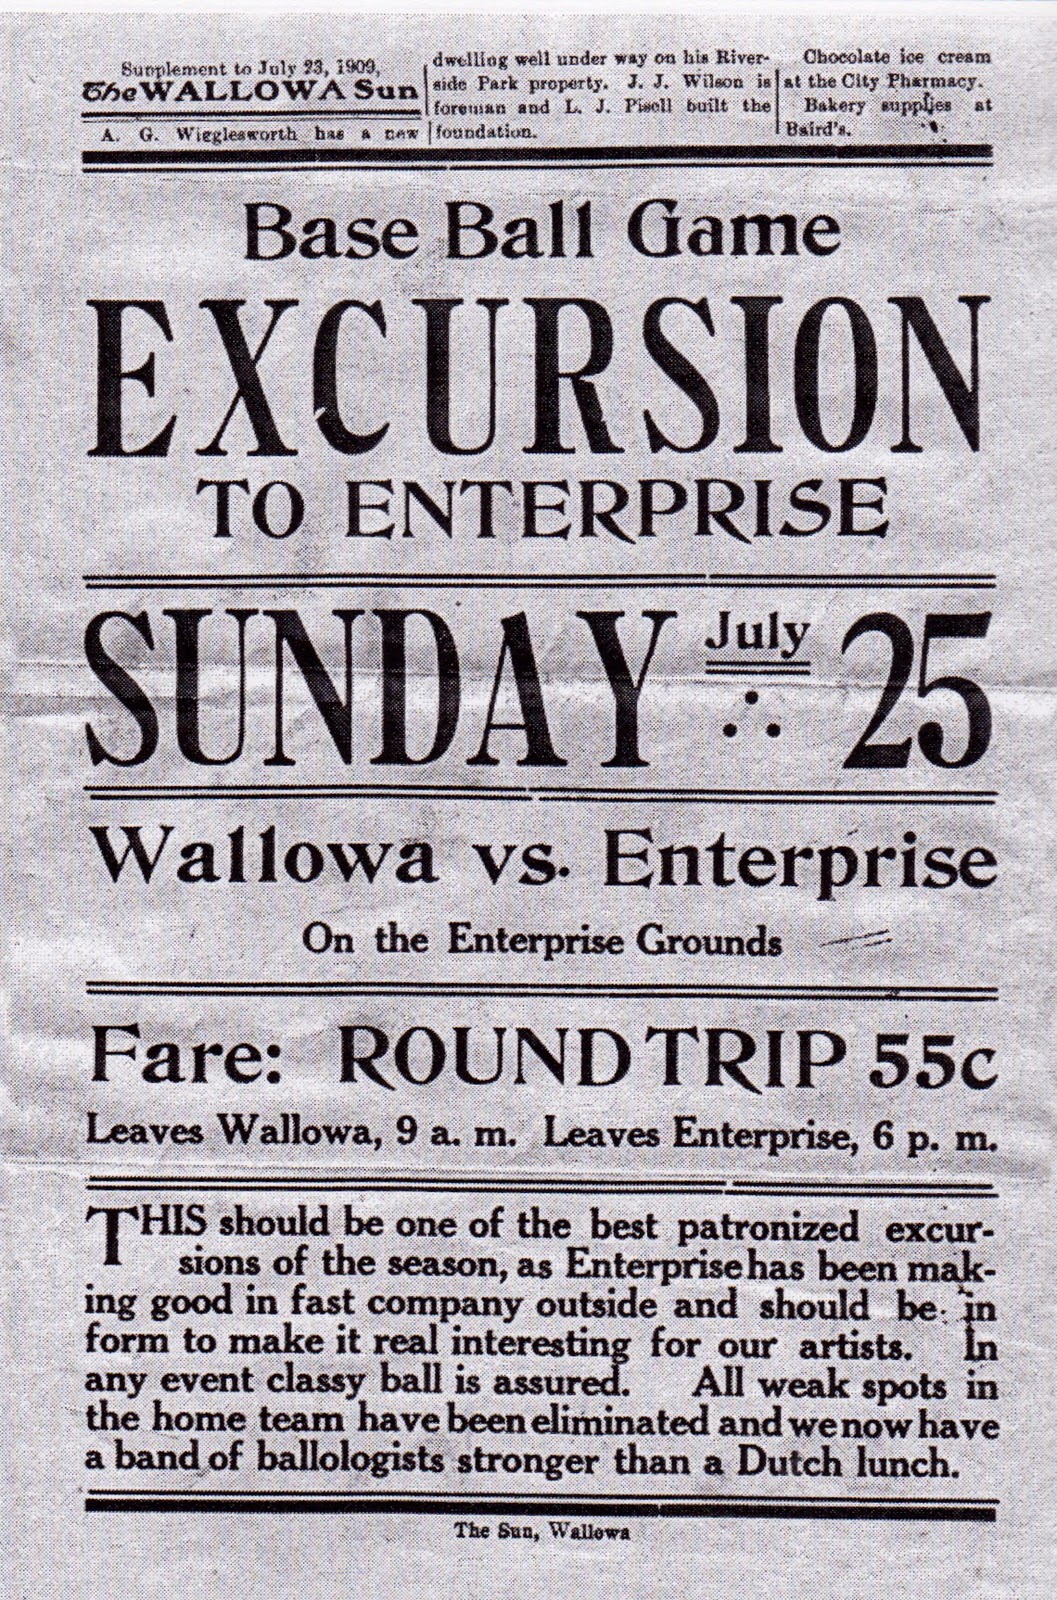 Supplement to July 23, 1909,
The WALLOWA Sun
A. G. Wigglesworth has a new
dwelling well under way on his River-
side Park property. J. J. Wilson is
foreman and L. J. Pisell built the
foundation.
Chocolate ice cream
at the City Pharmacy.
Bakery supplies at
Baird's.
Base Ball Game
EXCURSION
TO ENTERPRISE
SUNDAY July 25
Wallowa vs. Enterprise
On the Enterprise Grounds
Fare: ROUND TRIP 55c
Leaves Wallowa, 9 a. m. Leaves Enterprise, 6 p. m.
THIS should be one of the best patronized excur-
sions of the season, as Enterprise has been mak-
ing good in fast company outside and should be in
form to make it real interesting for our artists. In
any event classy ball is assured. All weak spots in
the home team have been eliminated and we now have
a band of ballologists stronger than a Dutch lunch.
The Sun, Wallowa